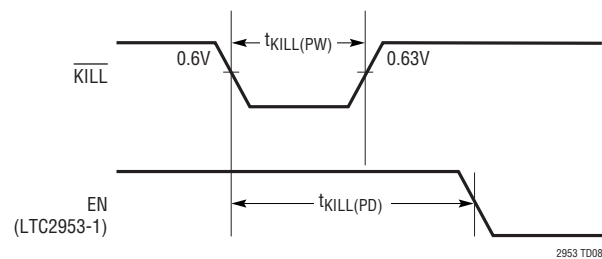 tKILL(PW)
0.6V
0.63V
KILL
EN
(LTC2953-1)
tKILL(PD)
2953 TD08